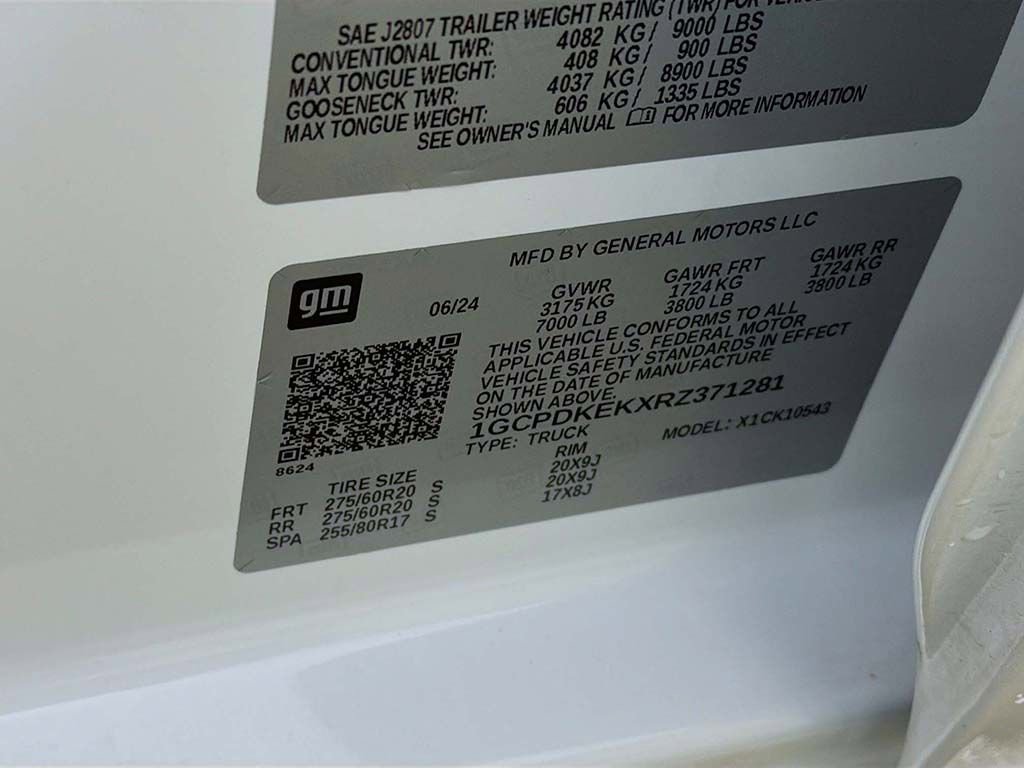 SAE J2807 TRAILER WEIGHT RATING (TWR) FOR
CONVENTIONAL TWR: 4082 KG/ 9000 LBS
MAX TONGUE WEIGHT: 408 KG/ 900 LBS
GOOSENECK TWR: 4037 KG/ 8900 LBS
MAX TONGUE WEIGHT: 606 KG/ 1335 LBS
SEE OWNER'S MANUAL FOR MORE INFORMATION
MFD BY GENERAL MOTORS LLC
gm
06/24
GVWR GAWR FRT GAWR RR
3175 KG 1724 KG 1724 KG
7000 LB 3800 LB 3800 LB
THIS VEHICLE CONFORMS TO ALL
APPLICABLE U.S. FEDERAL MOTOR
VEHICLE SAFETY STANDARDS IN EFFECT
ON THE DATE OF MANUFACTURE
SHOWN ABOVE.
1GCPDKEKXRZ371281
TYPE: TRUCK MODEL: X1CK10543
8624
TIRE SIZE RIM
FRT 275/60R20 S 20X9J
RR 275/60R20 S 20X9J
SPA 255/80R17 S 17X8J